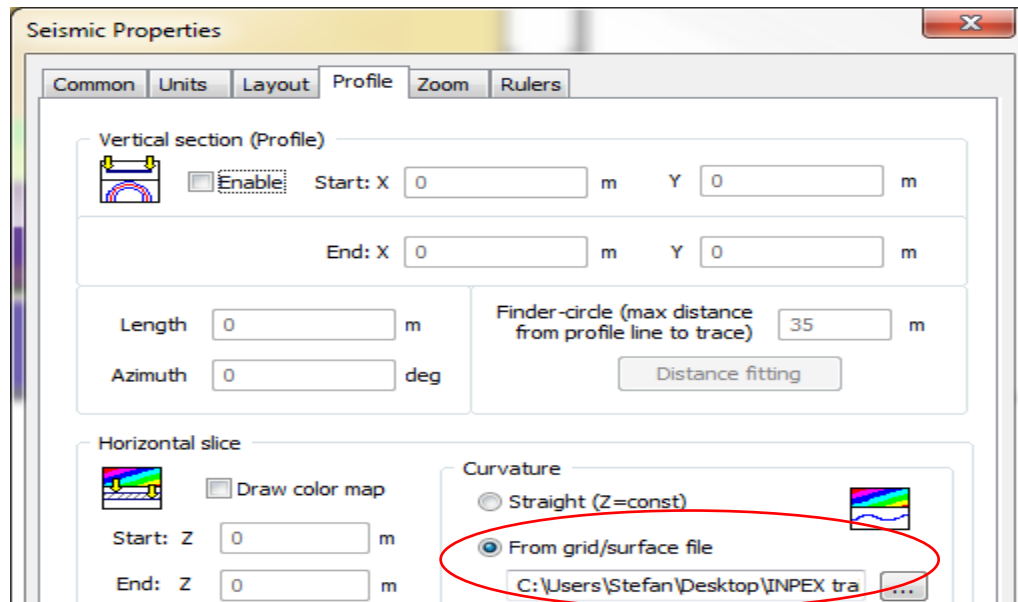 Seismic Properties
Common Units Layout Profile Zoom Rulers
Vertical section (Profile)
Enable Start: X 0 m Y 0 m
End: X 0 m Y 0 m
Length 0 m
Azimuth 0 deg
Finder-circle (max distance
from profile line to trace) 35 m
Distance fitting
Horizontal slice
Draw color map
Start: Z 0 m
End: Z 0 m
Curvature
Straight (Z=const)
From grid/surface file
C:\Users\Stefan\Desktop\INPEX tra ...